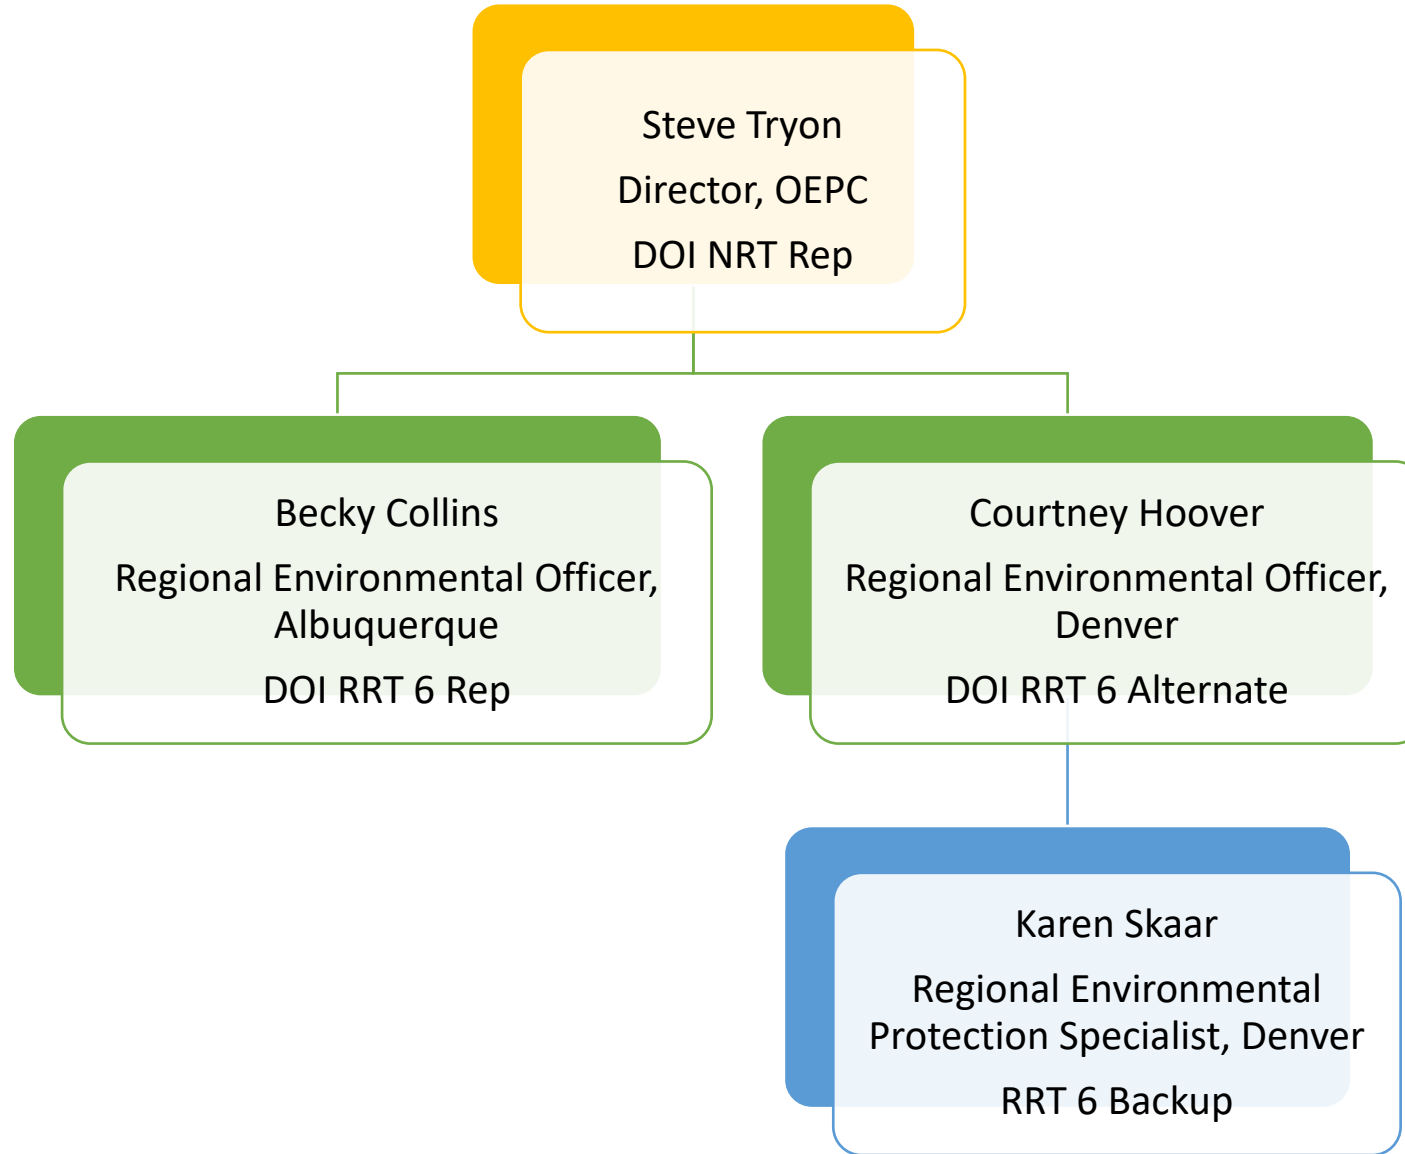 Steve Tryon
Director, OEPC
DOI NRT Rep
Becky Collins
Regional Environmental Officer,
Albuquerque
DOI RRT 6 Rep
Courtney Hoover
Regional Environmental Officer,
Denver
DOI RRT 6 Alternate
Karen Skaar
Regional Environmental
Protection Specialist, Denver
RRT 6 Backup